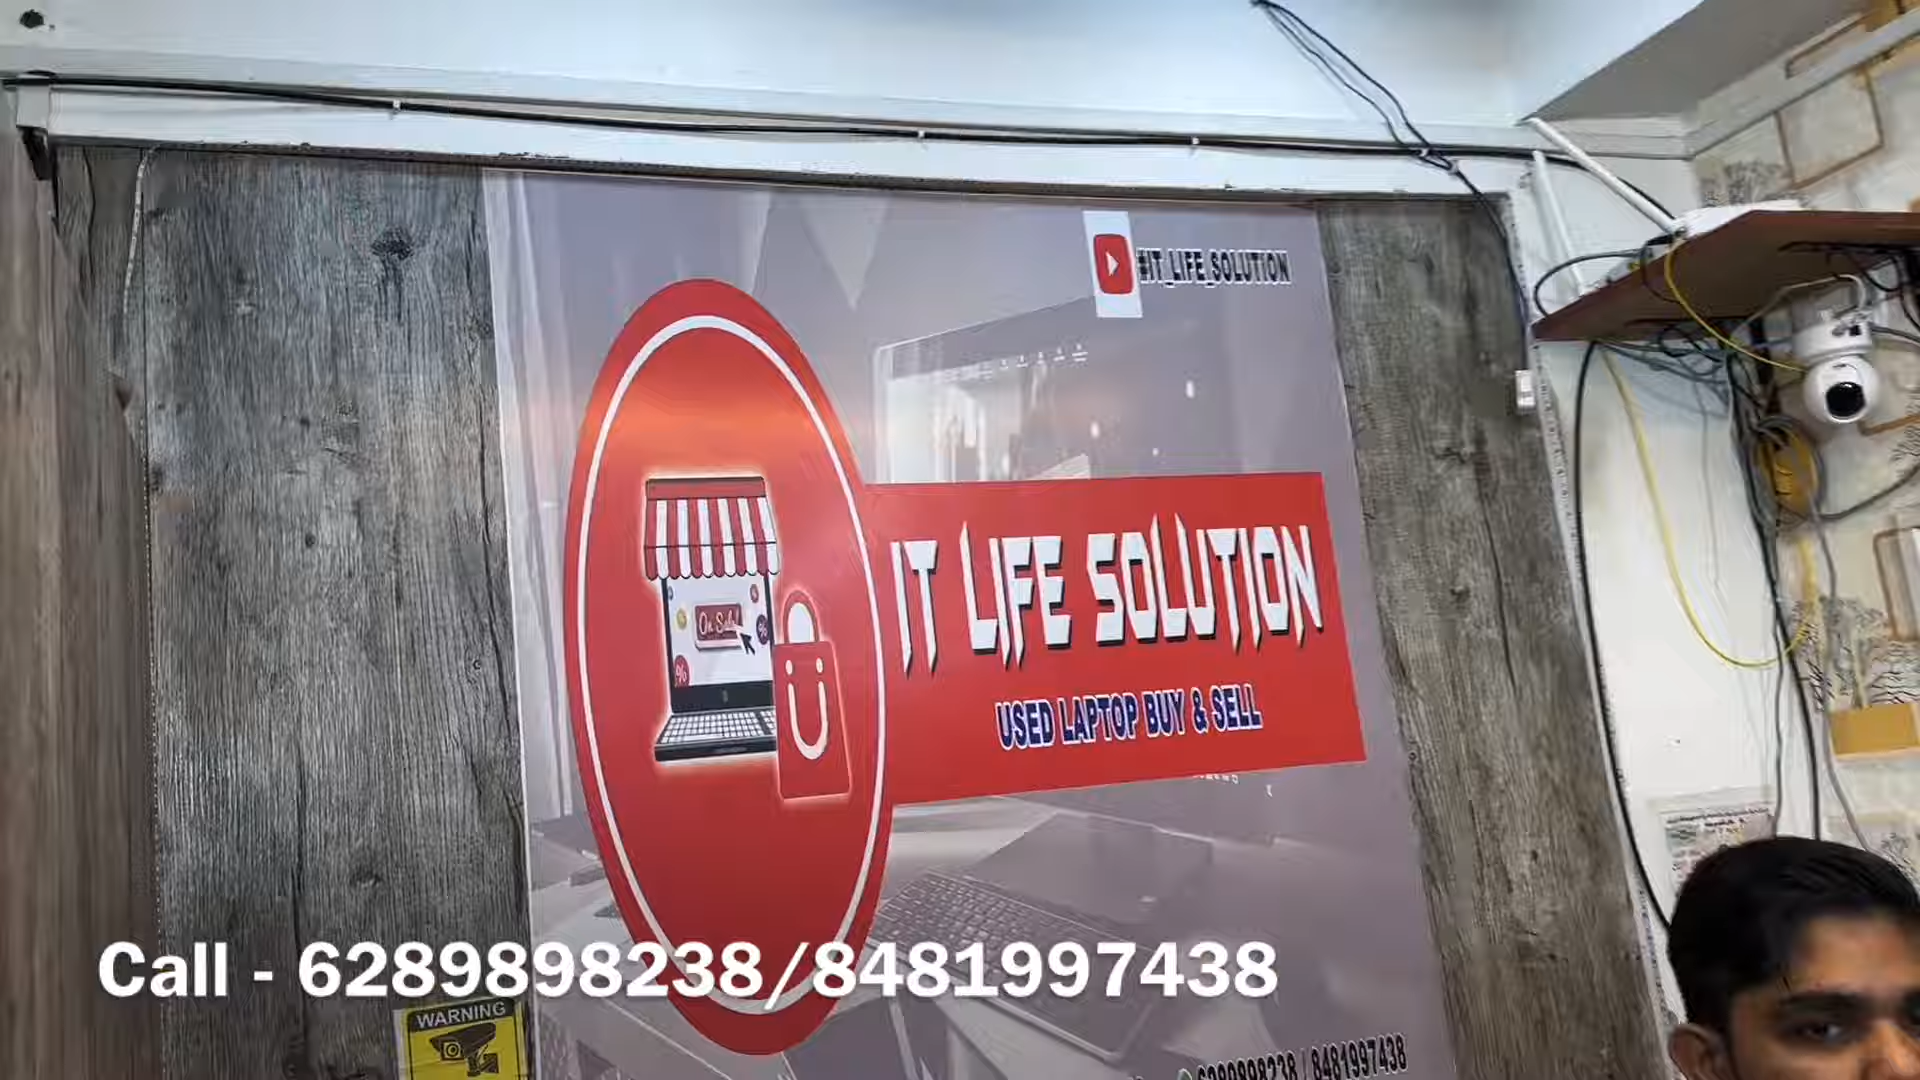 #IT_LIFE_SOLUTION
On Sale!
IT LIFE SOLUTION
USED LAPTOP BUY & SELL
Call - 6289898238/8481997438
WARNING
6289898238 / 8481997438